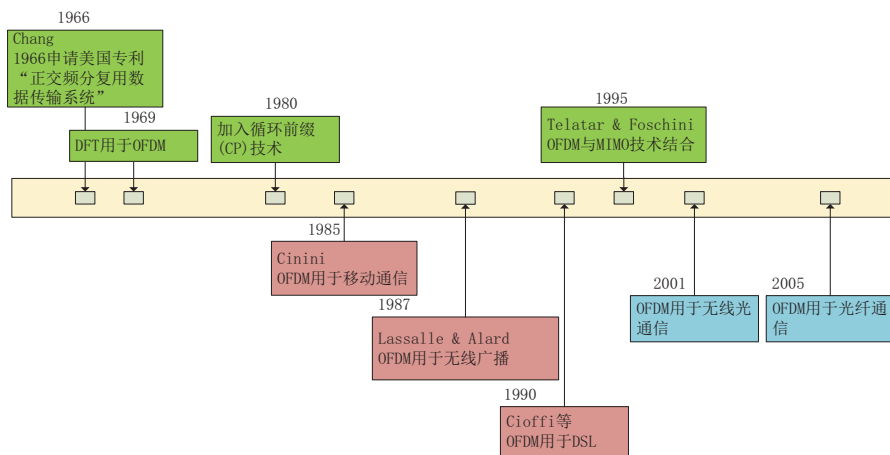 1966
Chang
1966申请美国专利
“正交频分复用数
据传输系统”
1969
DFT用于OFDM
1980
加入循环前缀
(CP)技术
1995
Telatar & Foschini
OFDM与MIMO技术结合
1985
Cinini
OFDM用于移动通信
1987
Lassalle & Alard
OFDM用于无线广播
1990
Cioffi等
OFDM用于DSL
2001
OFDM用于无线光
通信
2005
OFDM用于光纤通
信